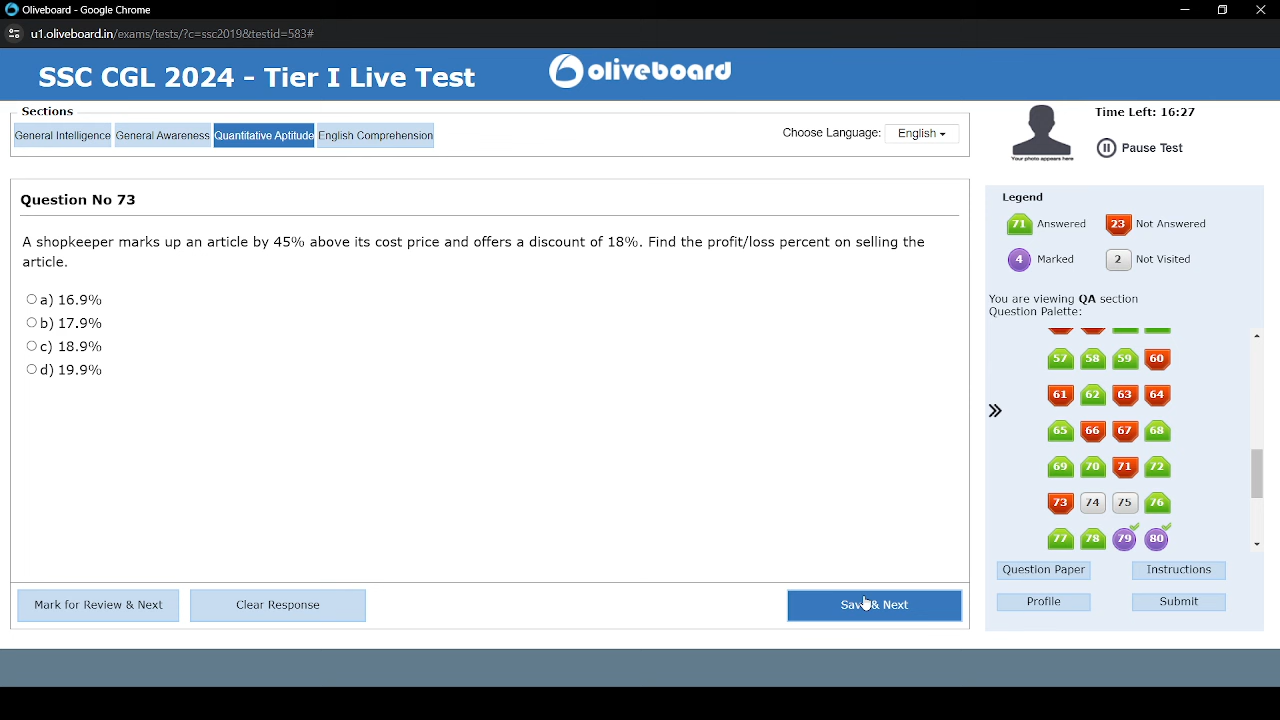 Oliveboard - Google Chrome
u1.oliveboard.in/exams/tests/?c=ssc2019&testid=583#
SSC CGL 2024 - Tier I Live Test
oliveboard
Sections
General Intelligence General Awareness Quantitative Aptitude English Comprehension
Choose Language: English
Your photo appears here
Time Left: 16:27
Pause Test
Question No 73
A shopkeeper marks up an article by 45% above its cost price and offers a discount of 18%. Find the profit/loss percent on selling the
article.
a) 16.9%
b) 17.9%
c) 18.9%
d) 19.9%
Mark for Review & Next
Clear Response
Save & Next
Legend
71 Answered 23 Not Answered
4 Marked 2 Not Visited
You are viewing QA section
Question Palette:
57 58 59 60
61 62 63 64
65 66 67 68
69 70 71 72
73 74 75 76
77 78 79 80
Question Paper Instructions
Profile Submit